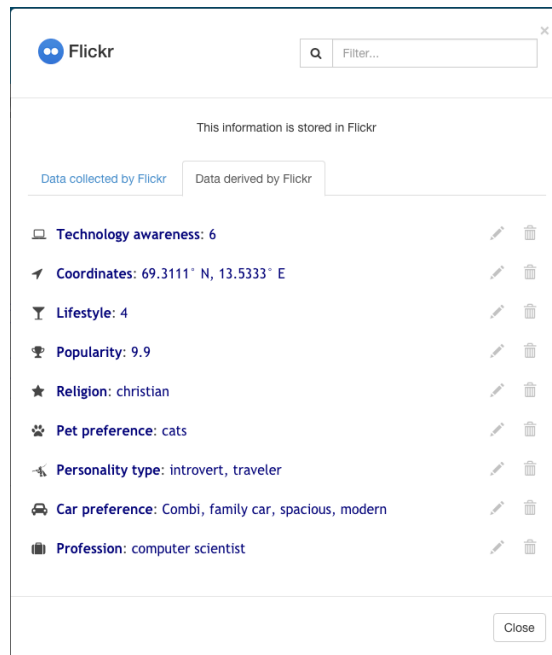 ×
Flickr
Filter...
This information is stored in Flickr
Data collected by Flickr
Data derived by Flickr
Technology awareness: 6
Coordinates: 69.3111° N, 13.5333° E
Lifestyle: 4
Popularity: 9.9
Religion: christian
Pet preference: cats
Personality type: introvert, traveler
Car preference: Combi, family car, spacious, modern
Profession: computer scientist
Close